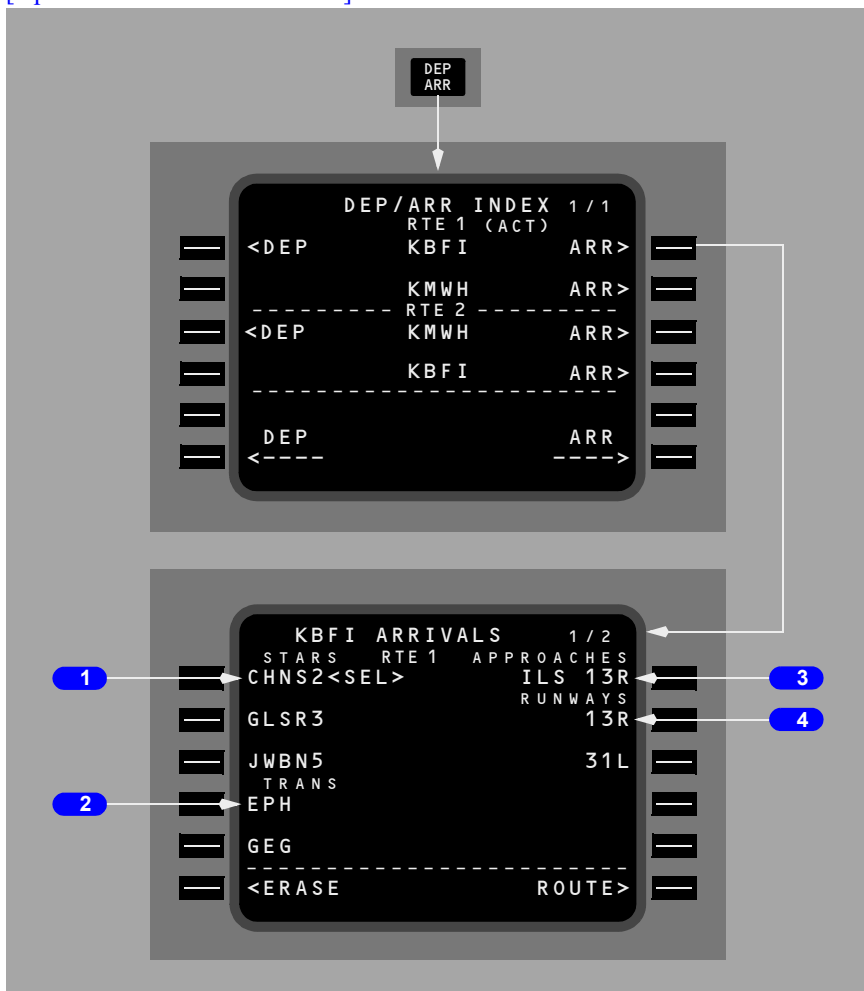 DEP
ARR
DEP/ARR INDEX 1/1
RTE 1 (ACT)
<DEP KBFI ARR>
KMWH ARR>
--------- RTE 2 ---------
<DEP KMWH ARR>
KBFI ARR>
------------------------
DEP ARR
<---- ---->
KBFI ARRIVALS 1/2
STARS RTE 1 APPROACHES
1 CHNS2<SEL> ILS 13R 3
RUNWAYS
GLSR3 13R 4
JWBN5 31L
TRANS
2 EPH
GEG
------------------------
<ERASE ROUTE>